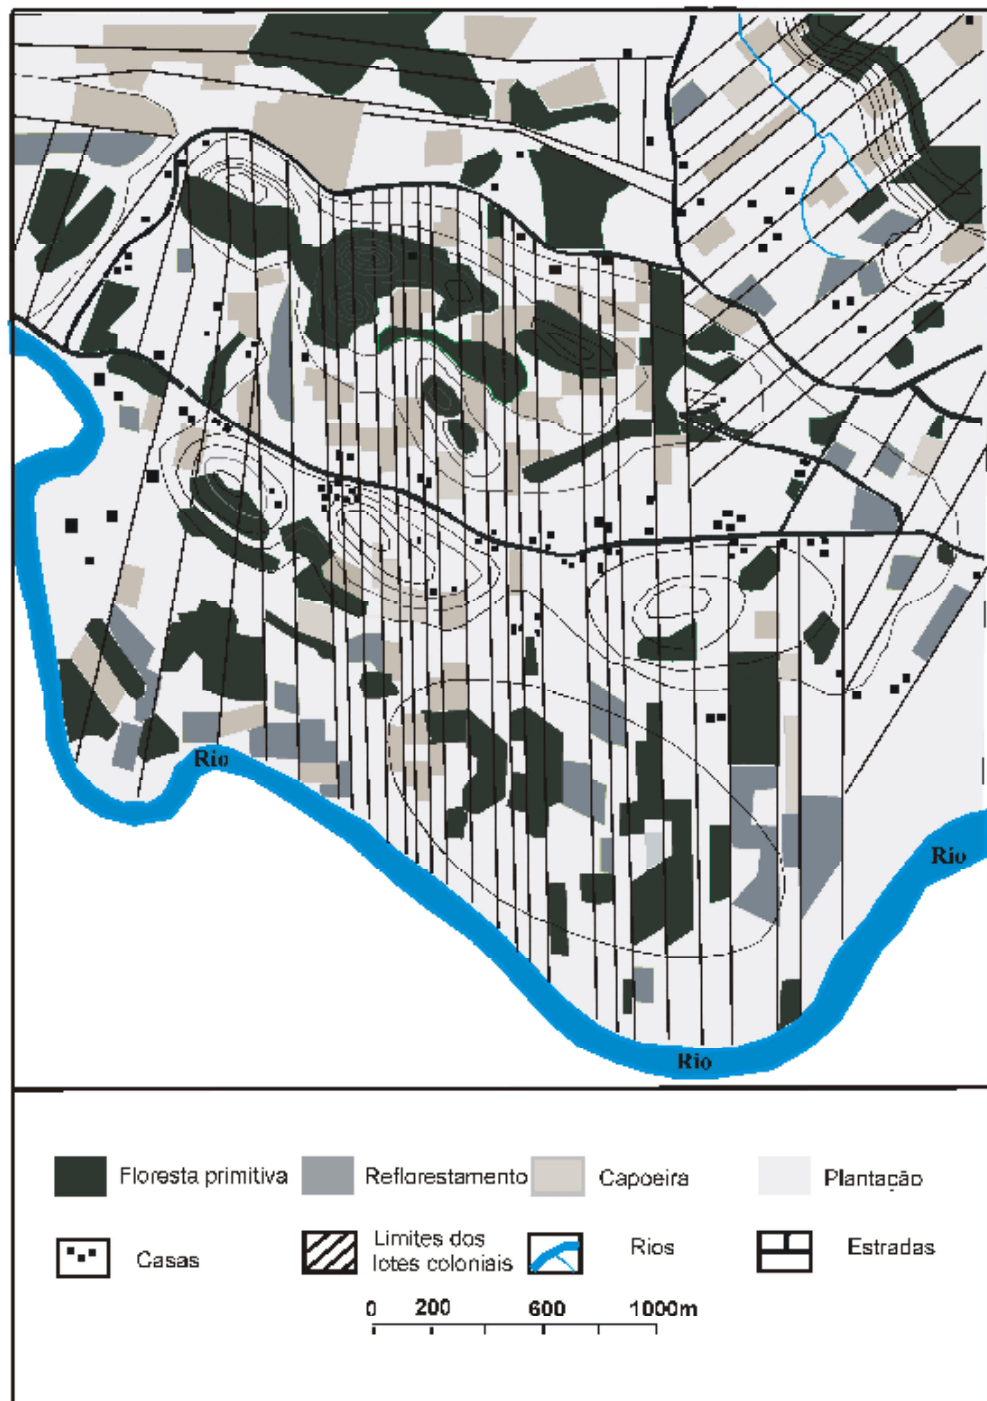 Rio
Rio
Rio
Floresta primitiva
Reflorestamento
Capoeira
Plantação
Casas
Limites dos
lotes coloniais
Rios
Estradas
0 200 600 1000m